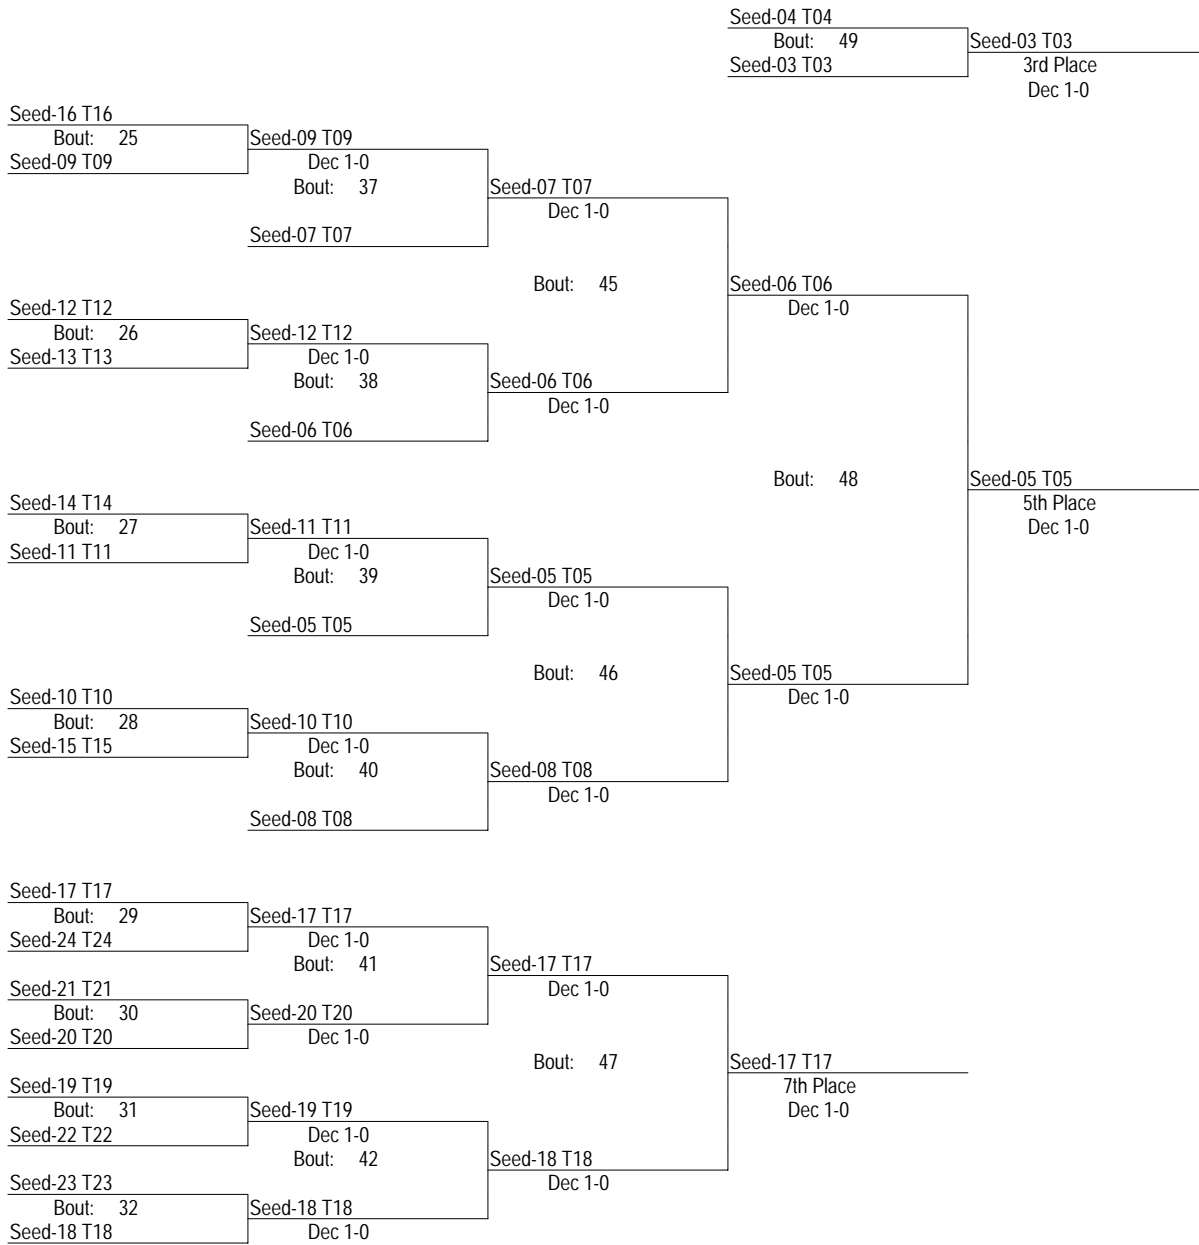 Seed-04 T04
Bout: 49
Seed-03 T03
Seed-03 T03
3rd Place
Dec 1-0
Seed-16 T16
Bout: 25
Seed-09 T09
Seed-09 T09
Dec 1-0
Bout: 37
Seed-07 T07
Dec 1-0
Seed-07 T07
Bout: 45
Seed-06 T06
Dec 1-0
Seed-12 T12
Bout: 26
Seed-12 T12
Seed-13 T13
Dec 1-0
Bout: 38
Seed-06 T06
Dec 1-0
Seed-06 T06
Bout: 48
Seed-05 T05
5th Place
Dec 1-0
Seed-14 T14
Bout: 27
Seed-11 T11
Seed-11 T11
Dec 1-0
Bout: 39
Seed-05 T05
Dec 1-0
Seed-05 T05
Bout: 46
Seed-05 T05
Dec 1-0
Seed-10 T10
Bout: 28
Seed-10 T10
Seed-15 T15
Dec 1-0
Bout: 40
Seed-08 T08
Dec 1-0
Seed-08 T08
Seed-17 T17
Bout: 29
Seed-17 T17
Seed-24 T24
Dec 1-0
Bout: 41
Seed-17 T17
Dec 1-0
Seed-21 T21
Bout: 30
Seed-20 T20
Seed-20 T20
Dec 1-0
Bout: 47
Seed-17 T17
7th Place
Dec 1-0
Seed-19 T19
Bout: 31
Seed-19 T19
Seed-22 T22
Dec 1-0
Bout: 42
Seed-18 T18
Dec 1-0
Seed-23 T23
Bout: 32
Seed-18 T18
Seed-18 T18
Dec 1-0